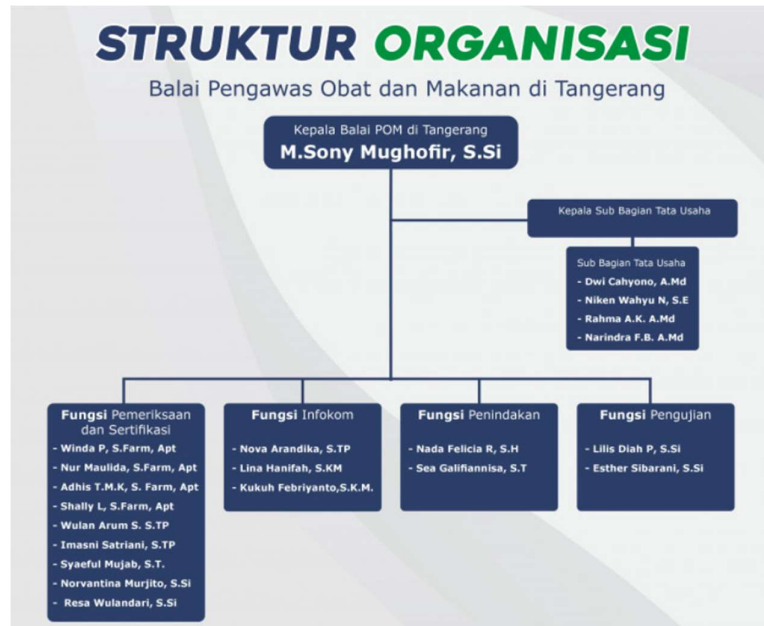 STRUKTUR ORGANISASI
Balai Pengawas Obat dan Makanan di Tangerang
Kepala Balai POM di Tangerang
M.Sony Mughofir, S.Si
Kepala Sub Bagian Tata Usaha
Sub Bagian Tata Usaha
- Dwi Cahyono, A.Md
- Niken Wahyu N, S.E
- Rahma A.K. A.Md
- Narindra F.B. A.Md
Fungsi Pemeriksaan
dan Sertifikasi
- Winda P, S.Farm, Apt
- Nur Maulida, S.Farm, Apt
- Adhis T.M.K, S. Farm, Apt
- Shally L, S.Farm, Apt
- Wulan Arum S. S.TP
- Imasni Satriani, S.TP
- Syaeful Mujab, S.T.
- Norvantina Murjito, S.Si
- Resa Wulandari, S.Si
Fungsi Infokom
- Nova Arandika, S.TP
- Lina Hanifah, S.KM
- Kukuh Febriyanto,S.K.M.
Fungsi Penindakan
- Nada Felicia R, S.H
- Sea Galifiannisa, S.T
Fungsi Pengujian
- Lilis Diah P, S.Si
- Esther Sibarani, S.Si